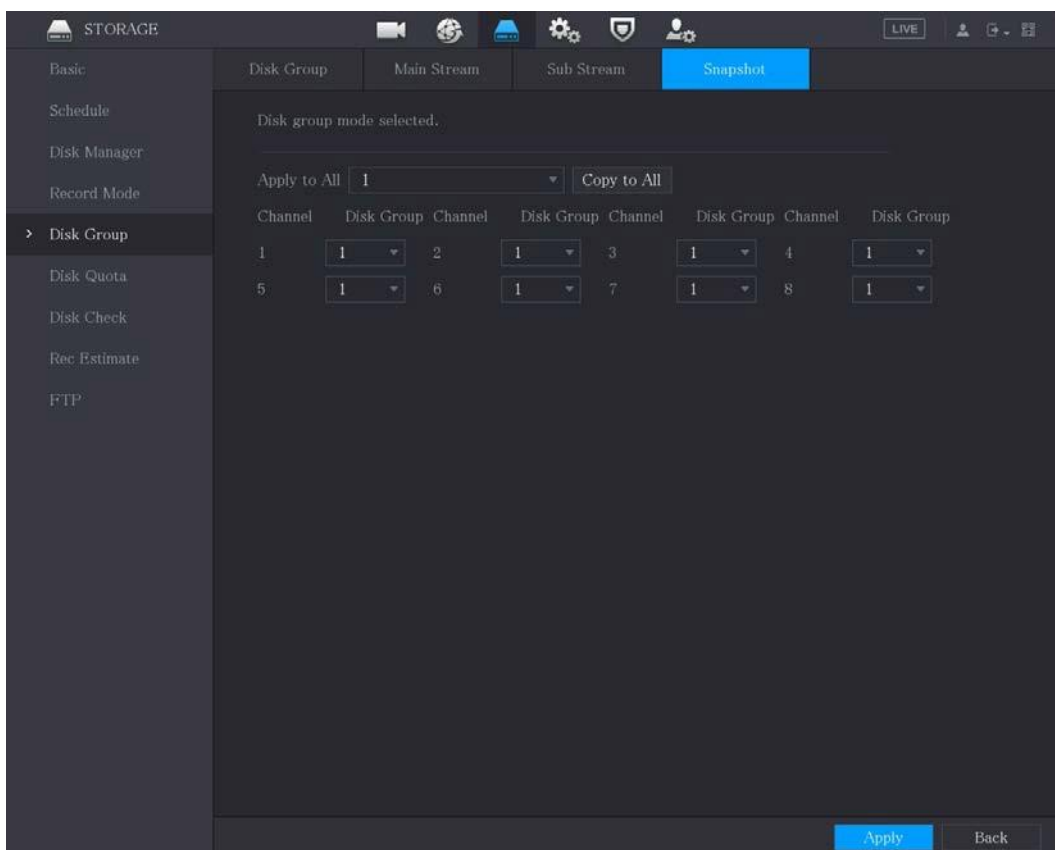 STORAGE
LIVE
Basic
Schedule
Disk Manager
Record Mode
Disk Group
Disk Quota
Disk Check
Rec Estimate
FTP
Disk Group Main Stream Sub Stream Snapshot
Disk group mode selected.
Apply to All 1 Copy to All
Channel Disk Group Channel Disk Group Channel Disk Group Channel Disk Group
1 1 2 1 3 1 4 1
5 1 6 1 7 1 8 1
Apply Back